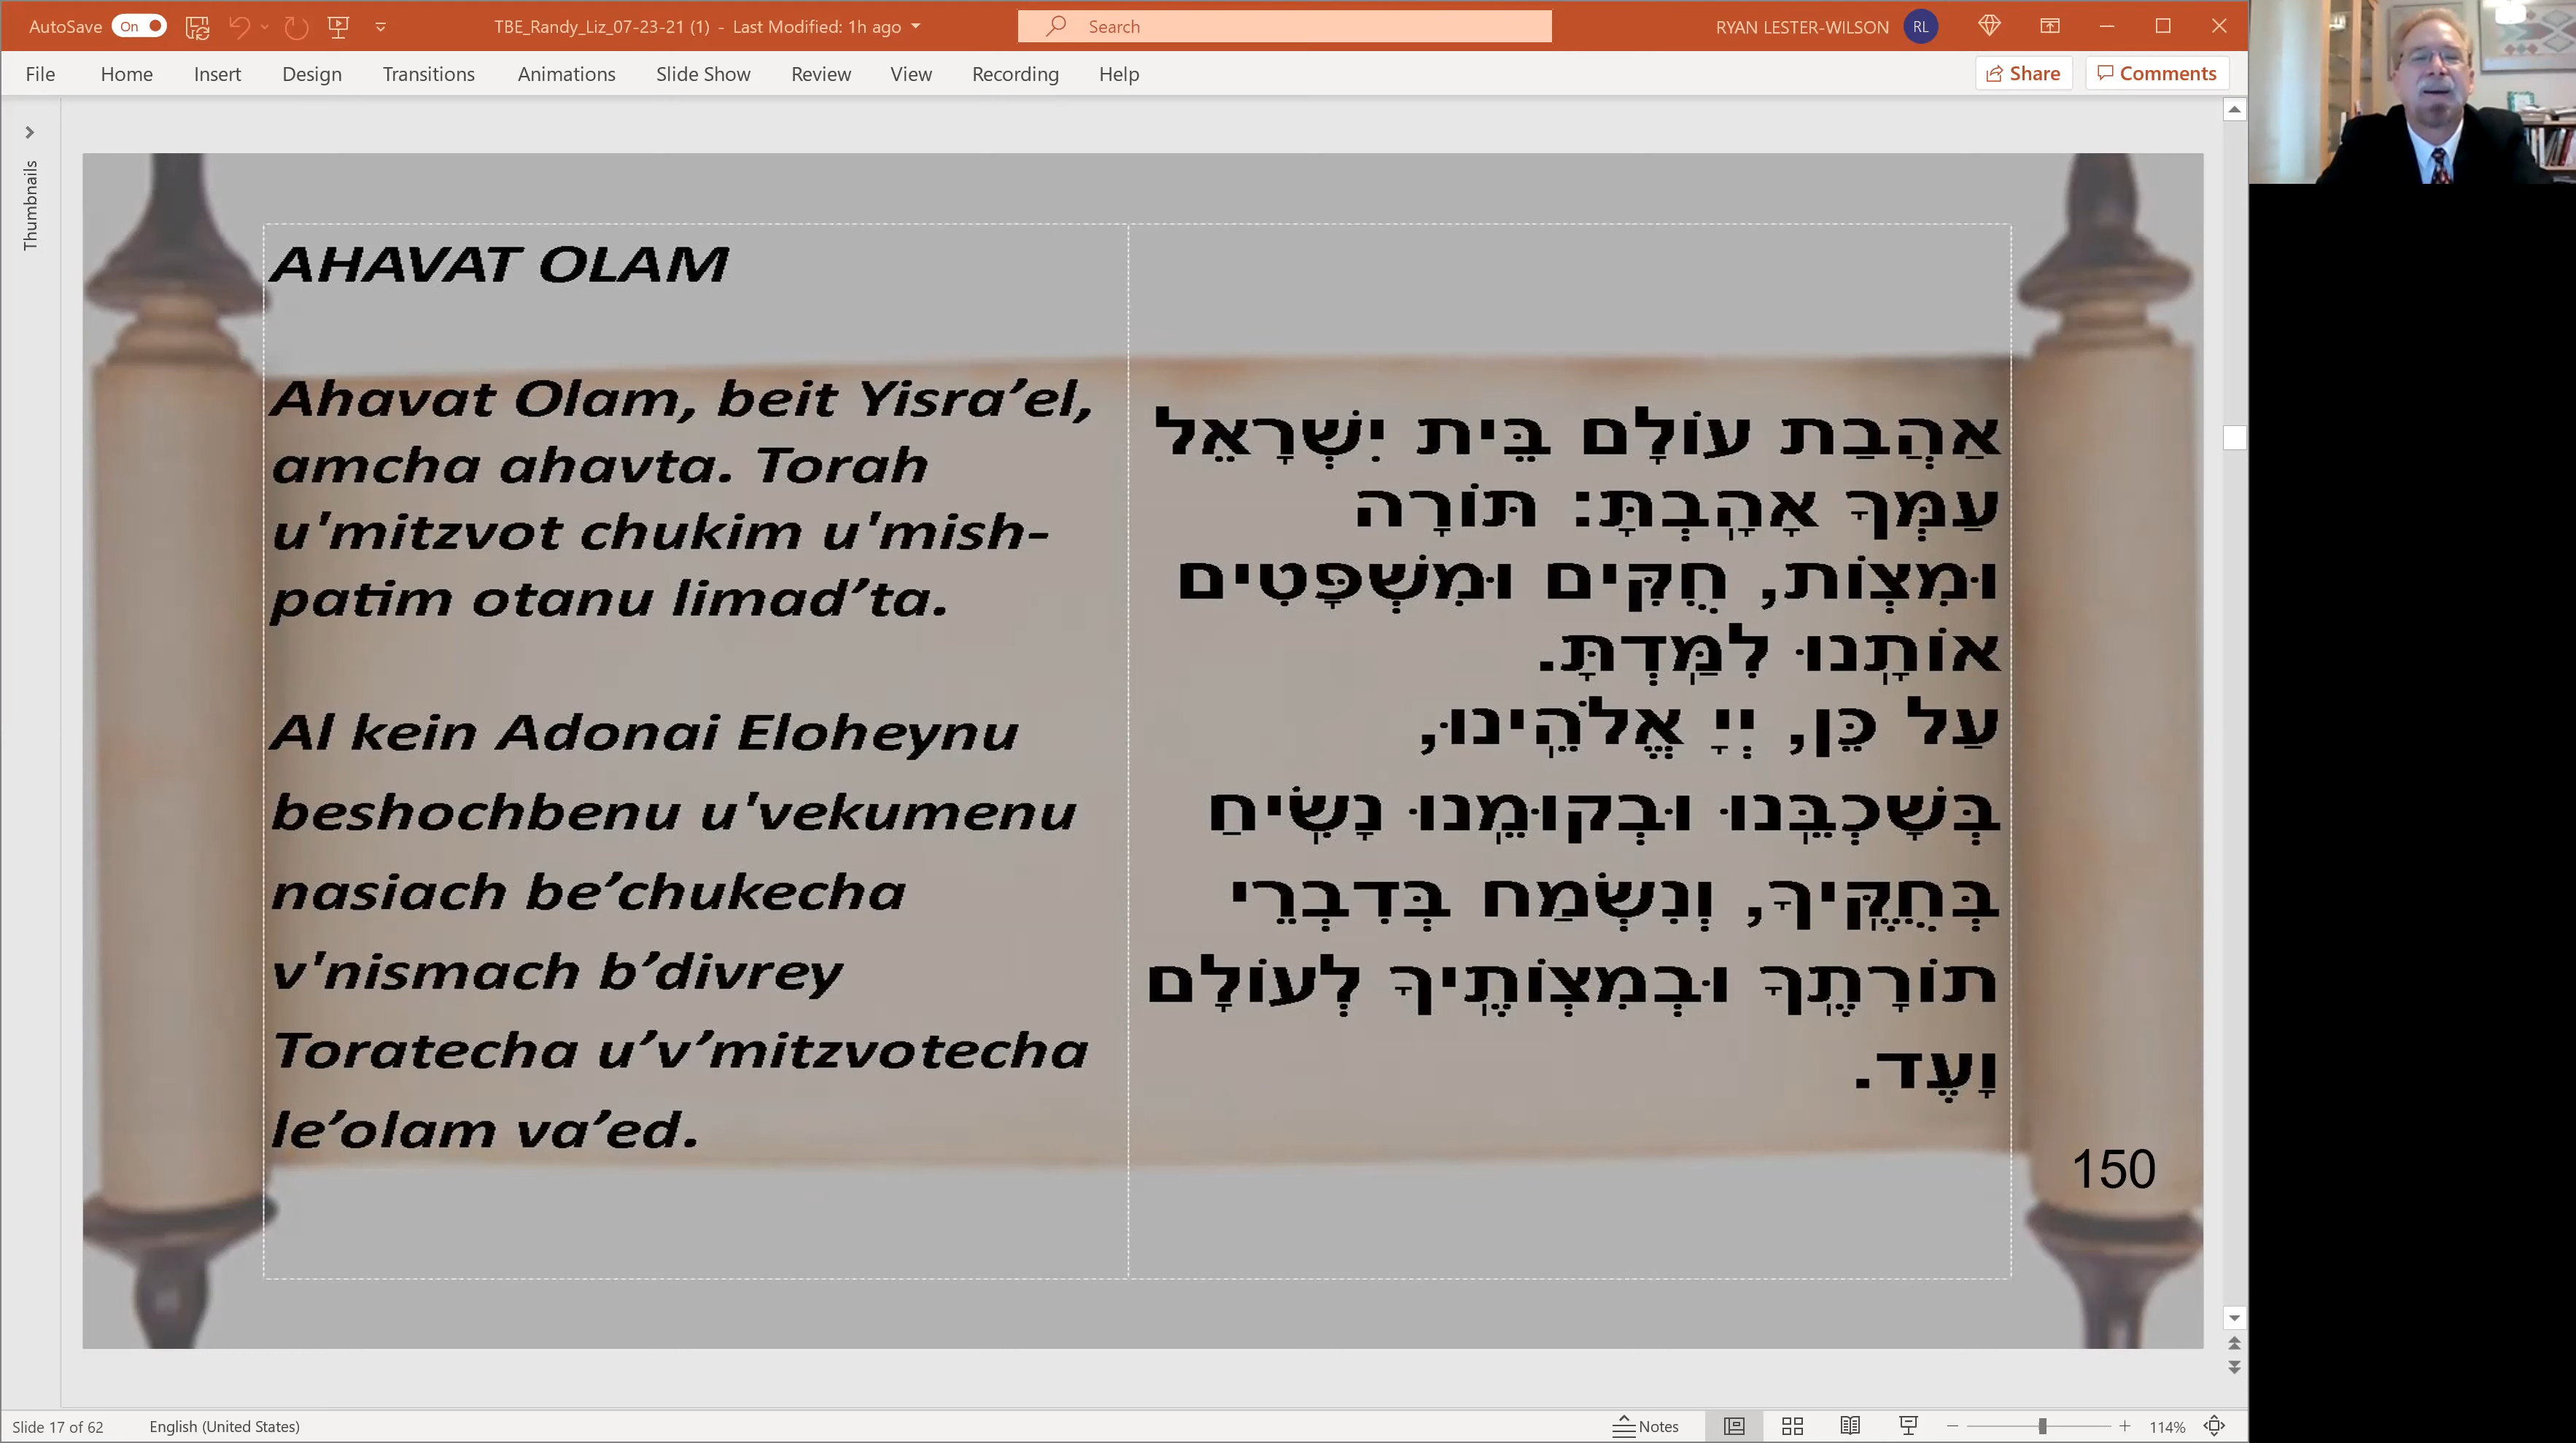 AutoSave On
TBE_Randy_Liz_07-23-21 (1) - Last Modified: 1h ago
Search
RYAN LESTER-WILSON RL
File Home Insert Design Transitions Animations Slide Show Review View Recording Help
Share Comments
Thumbnails
AHAVAT OLAM
Ahavat Olam, beit Yisra’el,
amcha ahavta. Torah
u'mitzvot chukim u'mish-
patim otanu limad’ta.
Al kein Adonai Eloheynu
beshochbenu u'vekumenu
nasiach be’chukecha
v'nismach b’divrey
Toratecha u’v’mitzvotecha
le’olam va’ed.
אַהֲבַת עוֹלָם בֵּית יִשְׂרָאֵל
עַמְּךָ אָהָֽבְתָּ: תּוֹרָה
וּמִצְוֹת, חֻקִּים וּמִשְׁפָּטִים
אוֹתָֽנוּ לִמַּֽדְתָּ.
עַל כֵּן, יְיָ אֱלֹהֵֽינוּ,
בְּשָׁכְבֵּֽנוּ וּבְקוּמֵֽנוּ נָשִֽׂיחַ
בְּחֻקֶּֽיךָ, וְנִשְׂמַח בְּדִבְרֵי
תוֹרָתֶֽךָ וּבְמִצְוֹתֶֽיךָ לְעוֹלָם
וָעֶד.
150
Slide 17 of 62 English (United States)
Notes
114%